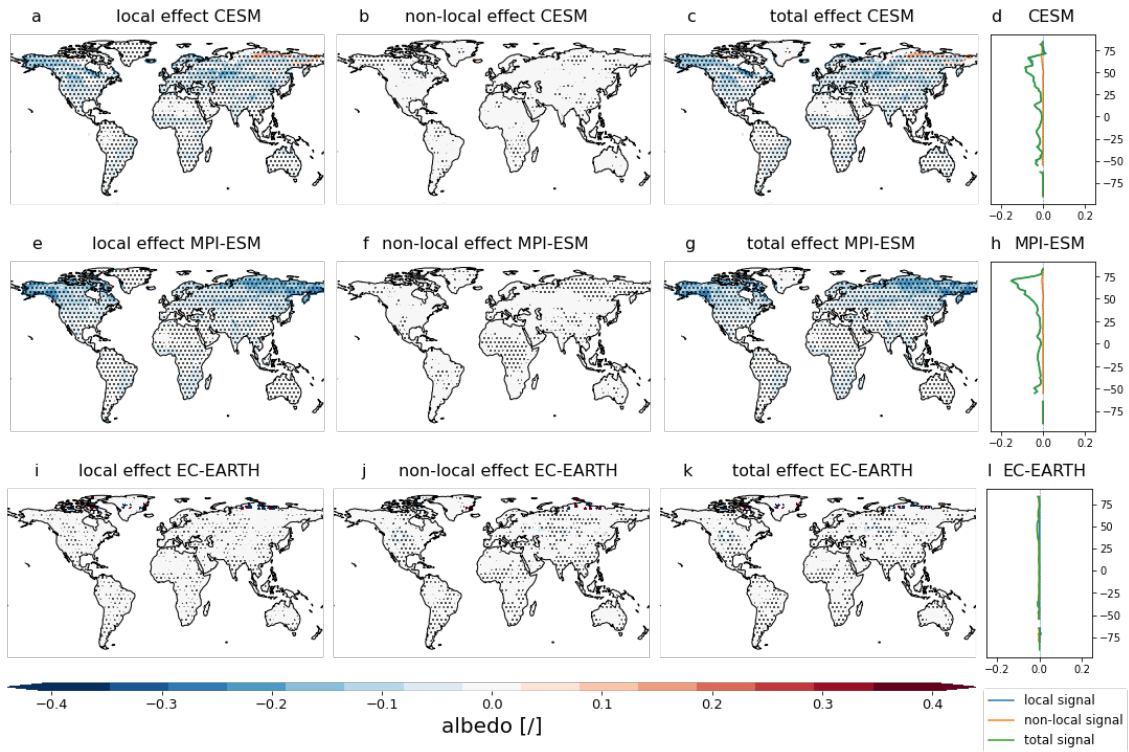 a local effect CESM b non-local effect CESM c total effect CESM d CESM
75
50
25
0
−25
−50
−75
−0.2 0.0 0.2
e local effect MPI-ESM f non-local effect MPI-ESM g total effect MPI-ESM h MPI-ESM
75
50
25
0
−25
−50
−75
−0.2 0.0 0.2
i local effect EC-EARTH j non-local effect EC-EARTH k total effect EC-EARTH l EC-EARTH
75
50
25
0
−25
−50
−75
−0.2 0.0 0.2
−0.4 −0.3 −0.2 −0.1 0.0 0.1 0.2 0.3 0.4
albedo [/]
local signal
non-local signal
total signal